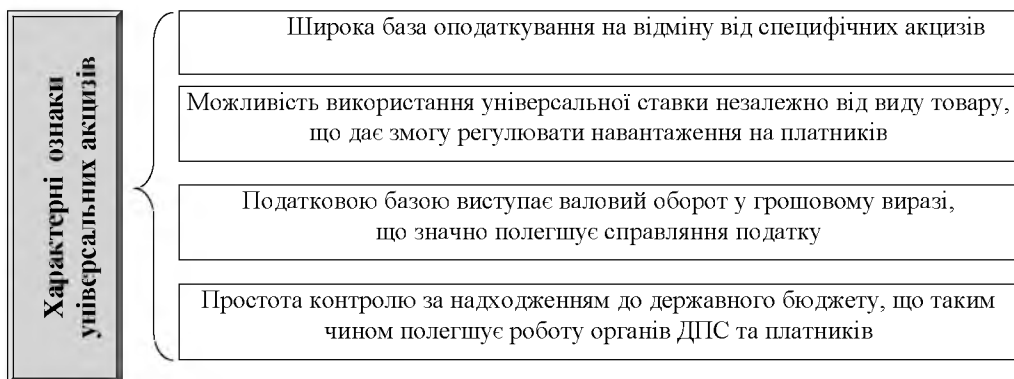 Характерні ознаки
універсальних акцизів
Широка база оподаткування на відміну від специфічних акцизів
Можливість використання універсальної ставки незалежно від виду товару,
що дає змогу регулювати навантаження на платників
Податковою базою виступає валовий оборот у грошовому виразі,
що значно полегшує справляння податку
Простота контролю за надходженням до державного бюджету, що таким
чином полегшує роботу органів ДПС та платників